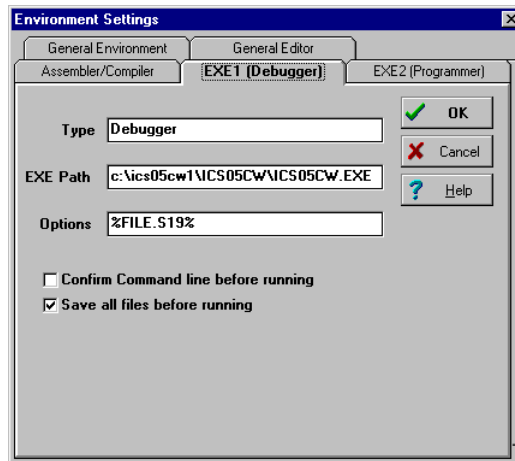 Environment Settings
General Environment
General Editor
Assembler/Compiler
EXE1 (Debugger)
EXE2 (Programmer)
Type
Debugger
EXE Path
c:\ics05cw1\ICS05CW\ICS05CW.EXE
Options
%FILE.S19%
Confirm Command line before running
Save all files before running
OK
Cancel
Help